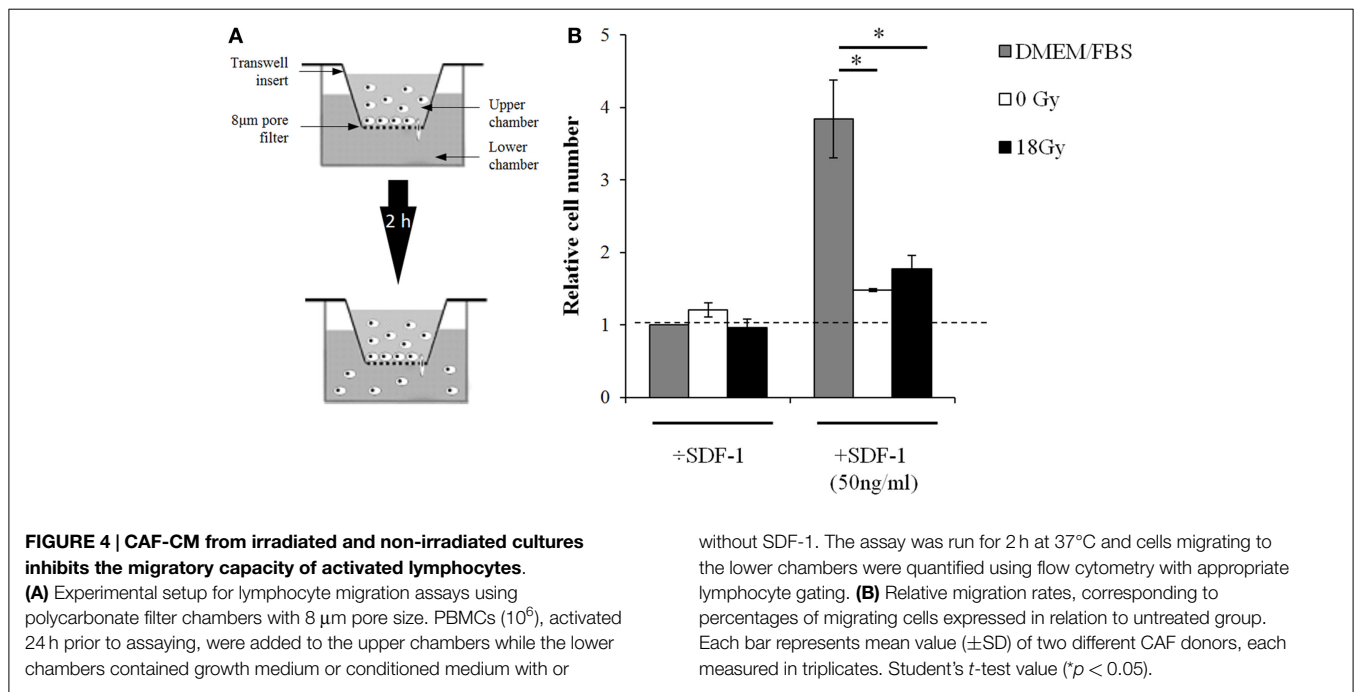 A
Transwell
insert
8µm pore
filter
Upper
chamber
Lower
chamber
2 h
B
Relative cell number
5
4
3
2
1
0
*
*
÷SDF-1
+SDF-1
(50ng/ml)
DMEM/FBS
0 Gy
18Gy
FIGURE 4 | CAF-CM from irradiated and non-irradiated cultures
inhibits the migratory capacity of activated lymphocytes.
(A) Experimental setup for lymphocyte migration assays using
polycarbonate filter chambers with 8 µm pore size. PBMCs (10⁶), activated
24 h prior to assaying, were added to the upper chambers while the lower
chambers contained growth medium or conditioned medium with or
without SDF-1. The assay was run for 2 h at 37°C and cells migrating to
the lower chambers were quantified using flow cytometry with appropriate
lymphocyte gating. (B) Relative migration rates, corresponding to
percentages of migrating cells expressed in relation to untreated group.
Each bar represents mean value (±SD) of two different CAF donors, each
measured in triplicates. Student's t-test value (*p < 0.05).